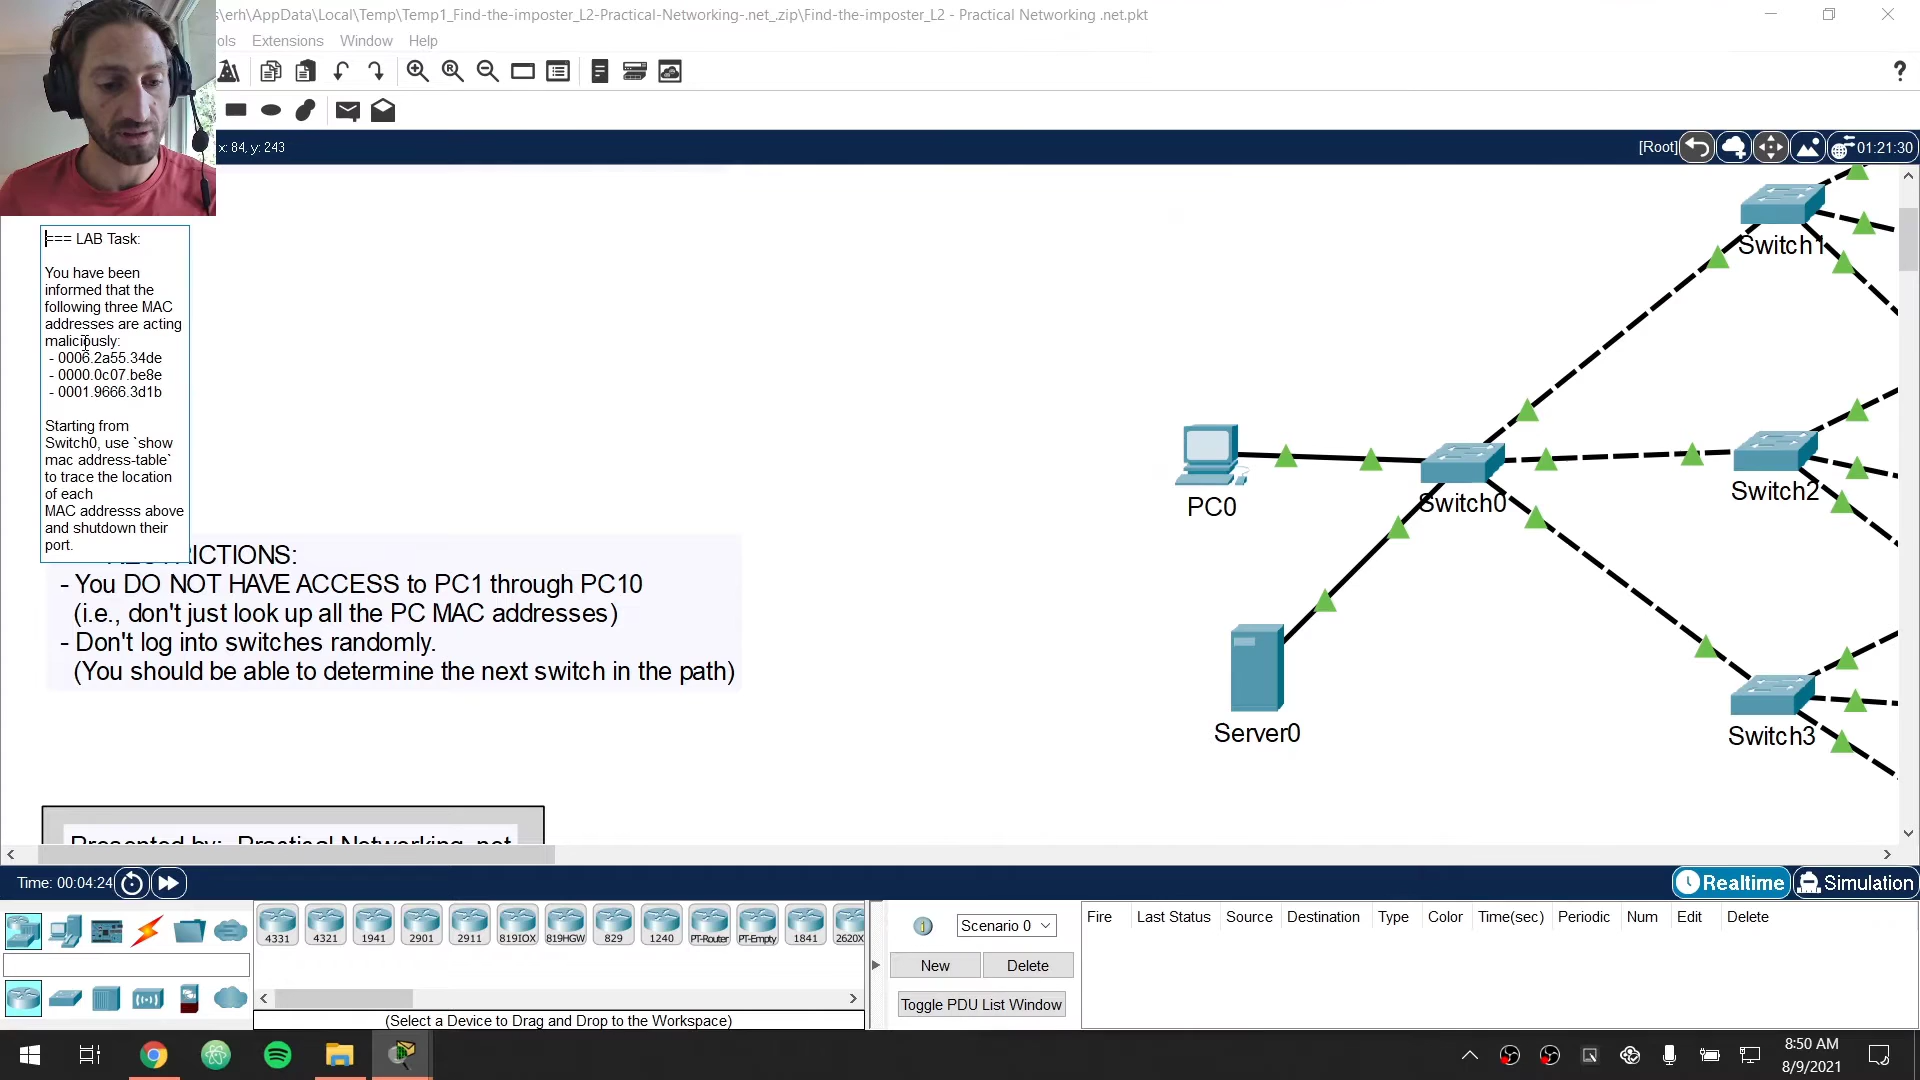 s\erh\AppData\Local\Temp\Temp1_Find-the-imposter_L2-Practical-Networking-.net_.zip\Find-the-imposter_L2 - Practical Networking .net.pkt
ols Extensions Window Help
?
x: 84, y: 243
[Root]
01:21:30
=== LAB Task:
You have been
informed that the
following three MAC
addresses are acting
maliciously:
- 0006.2a55.34de
- 0000.0c07.be8e
- 0001.9666.3d1b
Starting from
Switch0, use `show
mac address-table`
to trace the location
of each
MAC addresss above
and shutdown their
port.
RICTIONS:
- You DO NOT HAVE ACCESS to PC1 through PC10
(i.e., don't just look up all the PC MAC addresses)
- Don't log into switches randomly.
(You should be able to determine the next switch in the path)
Switch1
PC0
Switch0
Switch2
Server0
Switch3
Presented by: Practical Networking .net
Time: 00:04:24
Realtime
Simulation
4331 4321 1941 2901 2911 819IOX 819HGW 829 1240 PT-Router PT-Empty 1841 2620X
(Select a Device to Drag and Drop to the Workspace)
Scenario 0
New
Delete
Toggle PDU List Window
Fire Last Status Source Destination Type Color Time(sec) Periodic Num Edit Delete
8:50 AM
8/9/2021